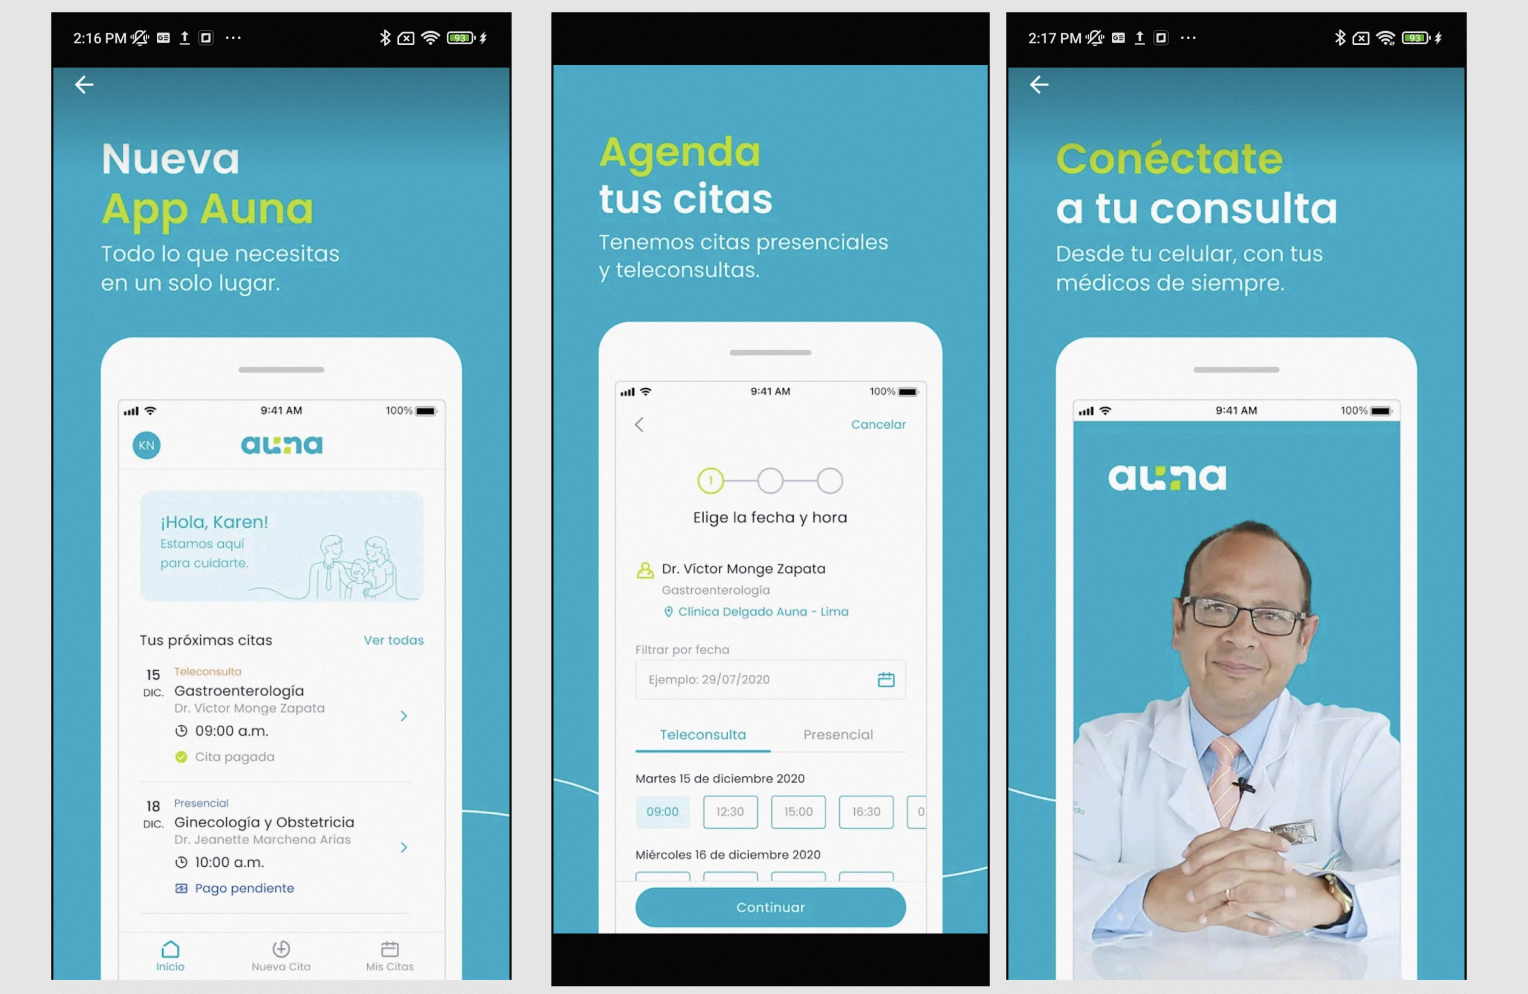 2:16 PM
93
Nueva
App Auna
Todo lo que necesitas
en un solo lugar.
9:41 AM
100%
KN
auna
¡Hola, Karen!
Estamos aquí
para cuidarte.
Tus próximas citas
Ver todas
15
DIC.
Teleconsulta
Gastroenterología
Dr. Víctor Monge Zapata
09:00 a.m.
Cita pagada
18
DIC.
Presencial
Ginecología y Obstetricia
Dr. Jeanette Marchena Arias
10:00 a.m.
Pago pendiente
Inicio
Nueva Cita
Mis Citas
Agenda
tus citas
Tenemos citas presenciales
y teleconsultas.
9:41 AM
100%
Cancelar
1
Elige la fecha y hora
Dr. Víctor Monge Zapata
Gastroenterología
Clínica Delgado Auna - Lima
Filtrar por fecha
Ejemplo: 29/07/2020
Teleconsulta
Presencial
Martes 15 de diciembre 2020
09:00
12:30
15:00
16:30
0
Miércoles 16 de diciembre 2020
Continuar
2:17 PM
93
Conéctate
a tu consulta
Desde tu celular, con tus
médicos de siempre.
9:41 AM
100%
auna